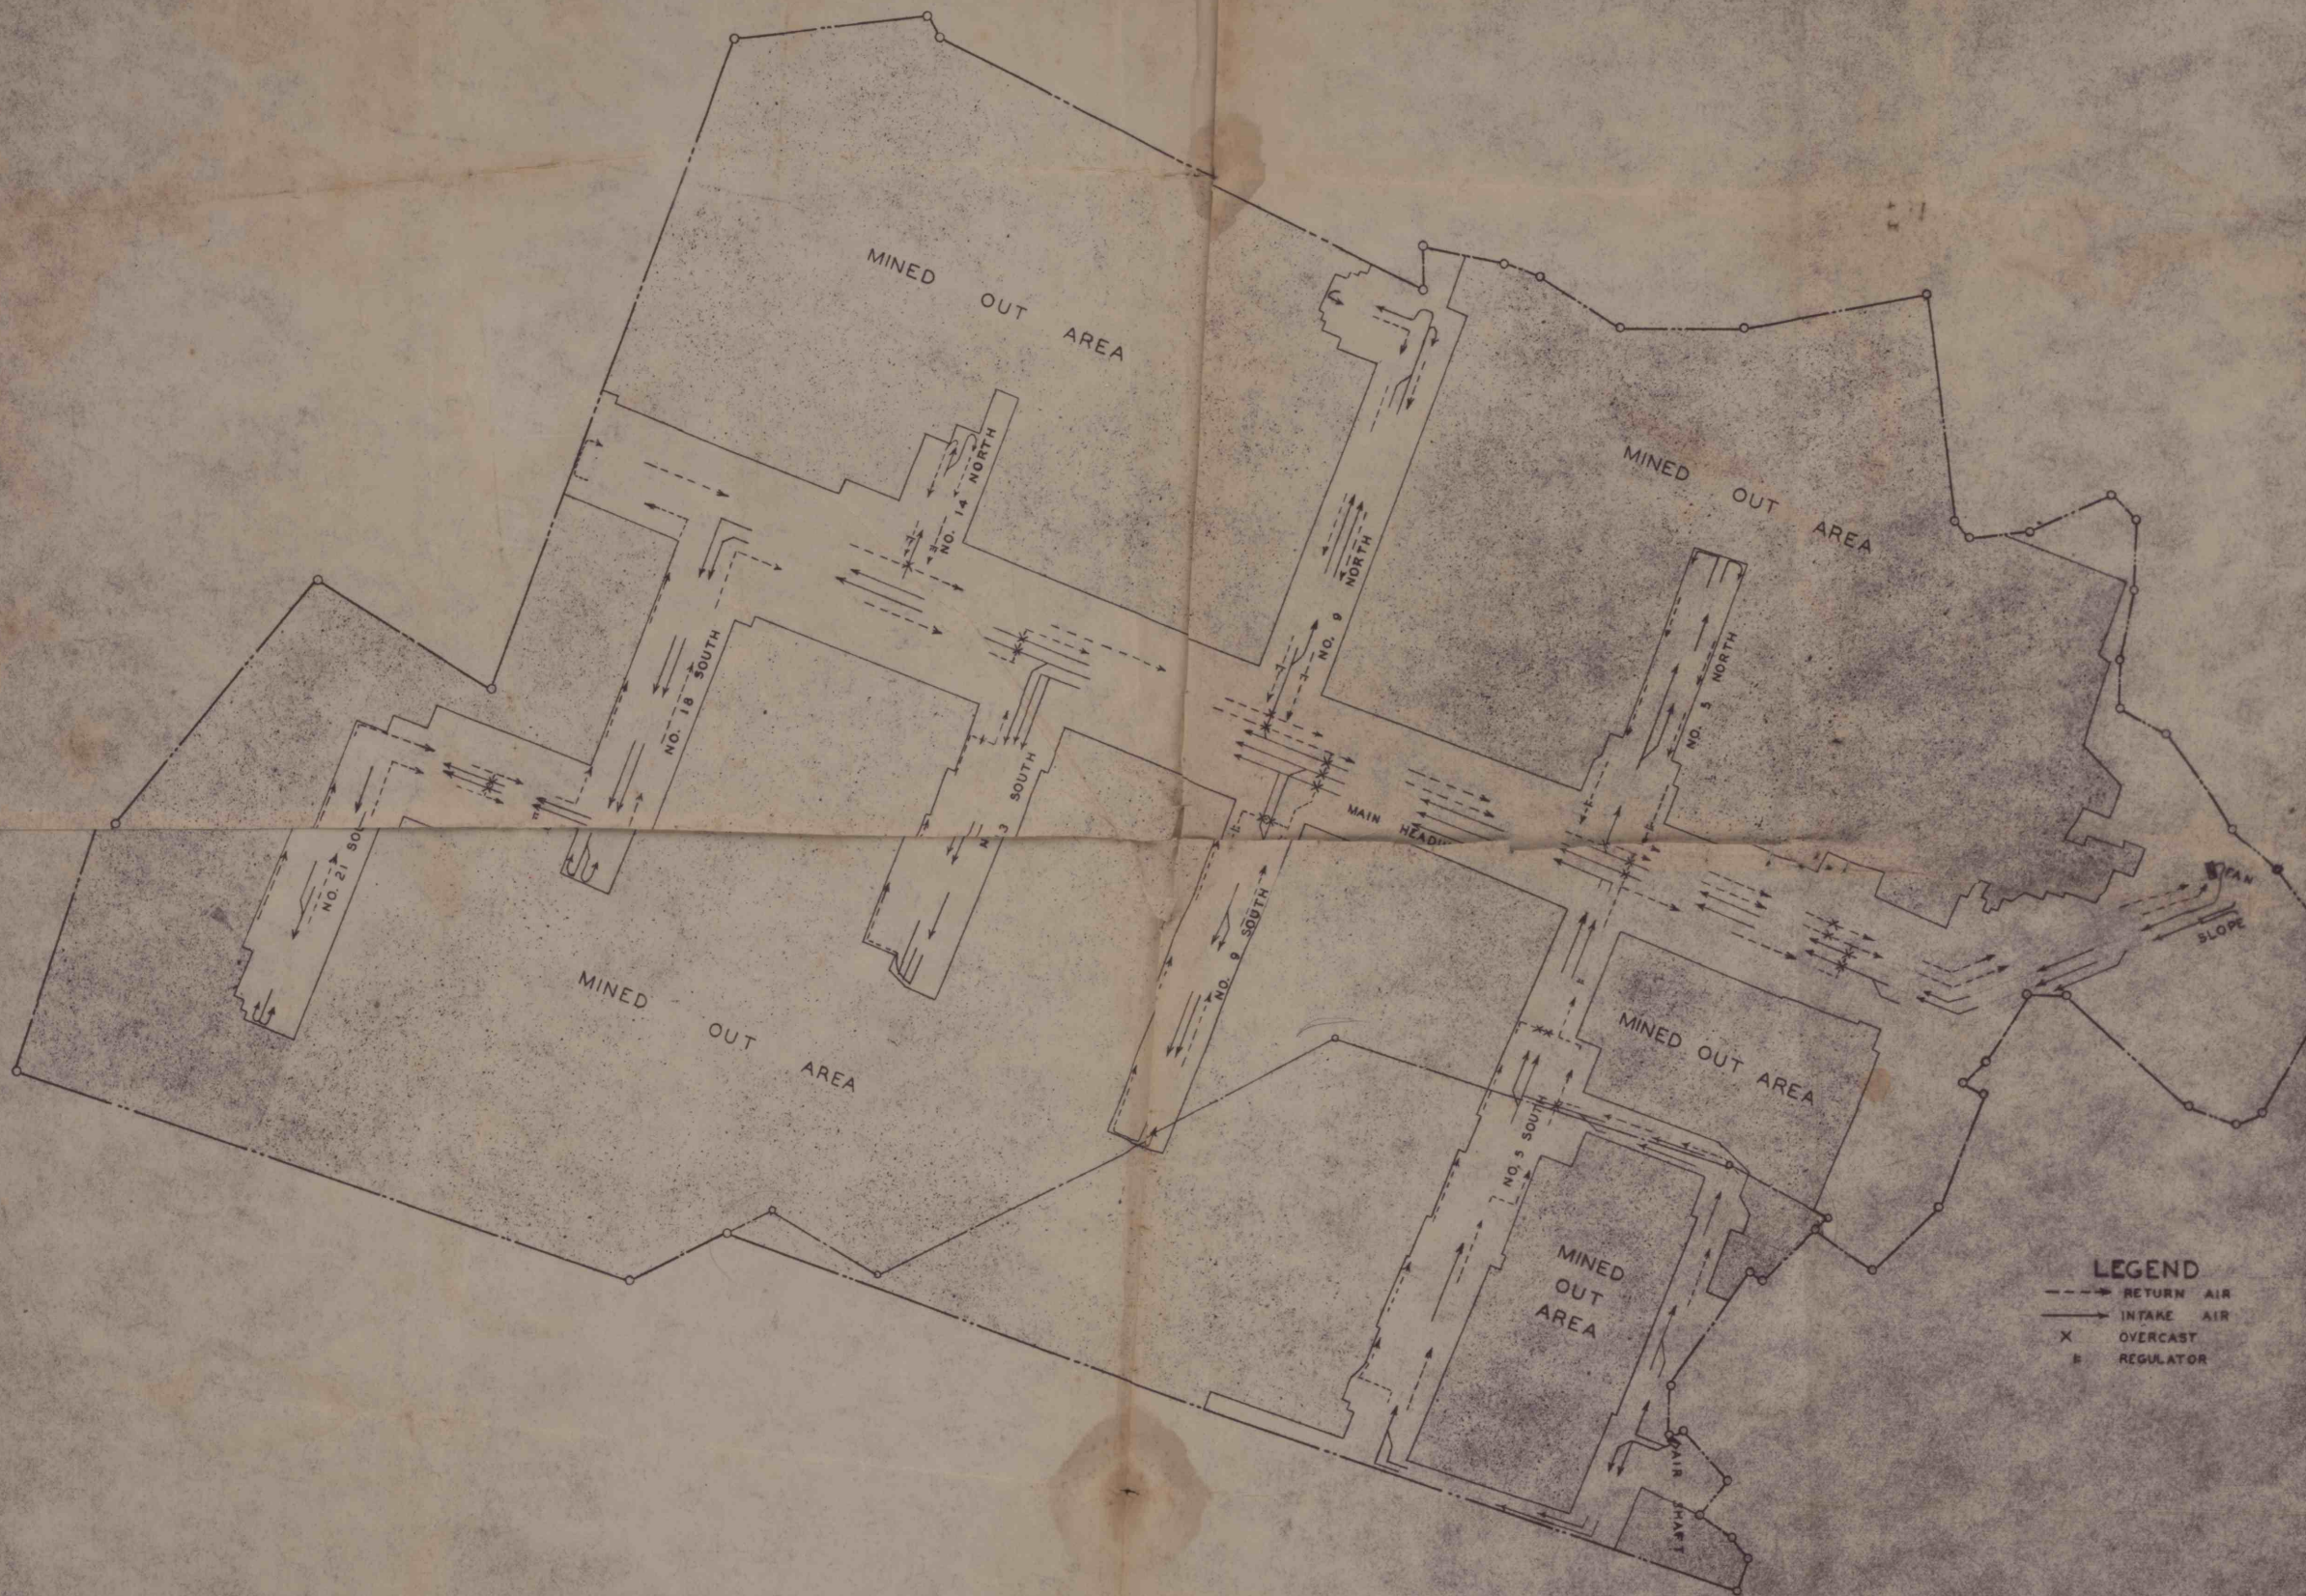 MINED OUT AREA
MINED OUT AREA
NO. 14 NORTH
NO. 9 NORTH
NO. 5 NORTH
NO. 18 SOUTH
NO. 21
SOUTH
MAIN
FAN
SLOPE
NO. 9 SOUTH
MINED OUT AREA
MINED OUT AREA
NO. 5 SOUTH
MINED
OUT
AREA
AIR SHAFT
LEGEND
RETURN AIR
INTAKE AIR
X OVERCAST
REGULATOR